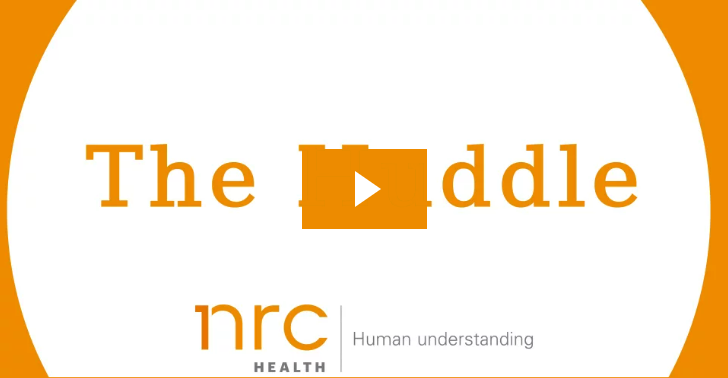 The
nrc
HEALTH
Human understanding